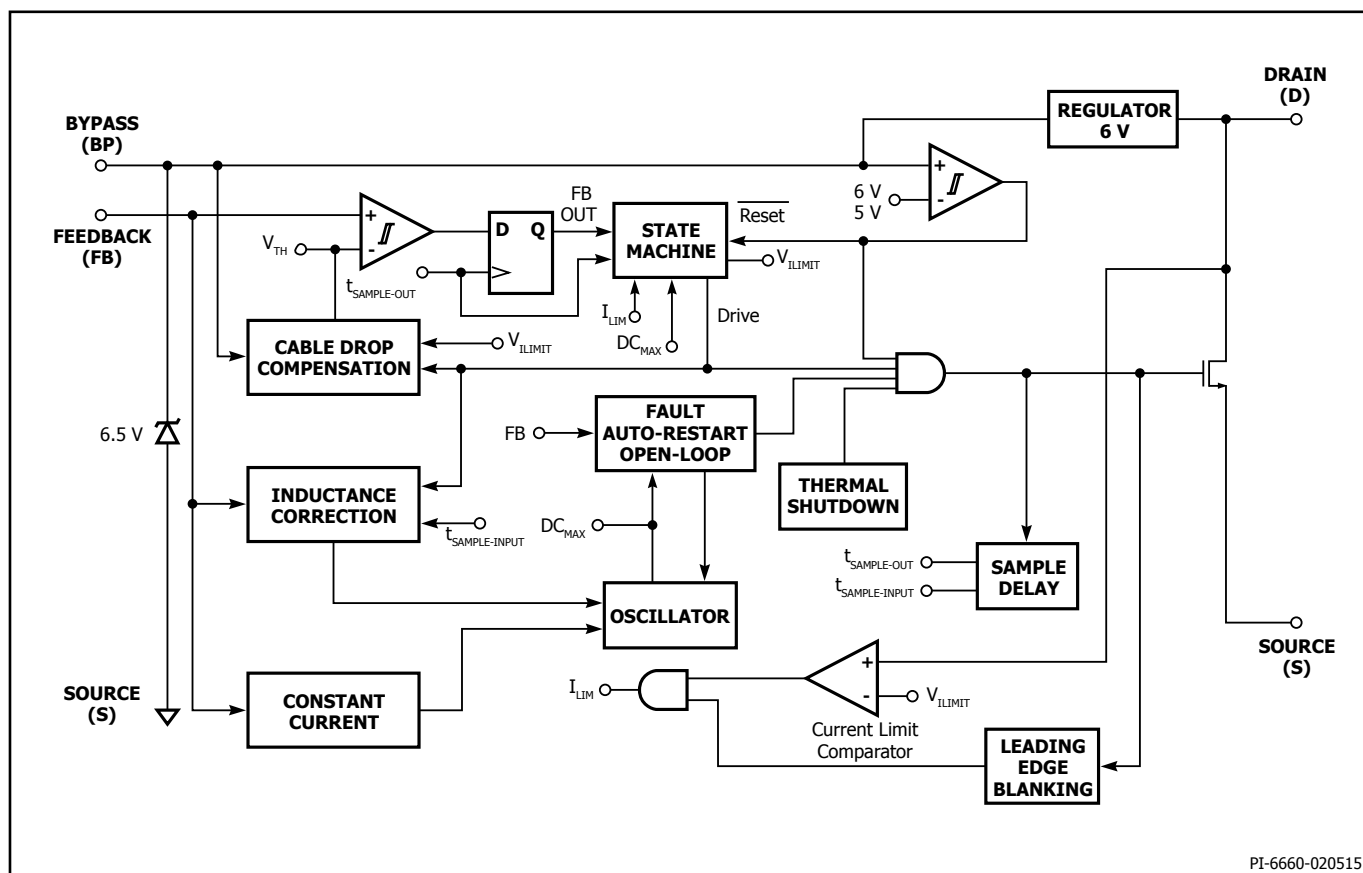 DRAIN
(D)
REGULATOR
6 V
BYPASS
(BP)
+
-
6 V
5 V
FEEDBACK
(FB)
+
-
V_TH
t_SAMPLE-OUT
D Q
FB
OUT
STATE
MACHINE
Reset
V_ILIMIT
I_LIM
DC_MAX
Drive
CABLE DROP
COMPENSATION
V_ILIMIT
6.5 V
FB
FAULT
AUTO-RESTART
OPEN-LOOP
THERMAL
SHUTDOWN
INDUCTANCE
CORRECTION
t_SAMPLE-INPUT
DC_MAX
t_SAMPLE-OUT
t_SAMPLE-INPUT
SAMPLE
DELAY
OSCILLATOR
SOURCE
(S)
SOURCE
(S)
CONSTANT
CURRENT
I_LIM
+
-
V_ILIMIT
Current Limit
Comparator
LEADING
EDGE
BLANKING
PI-6660-020515